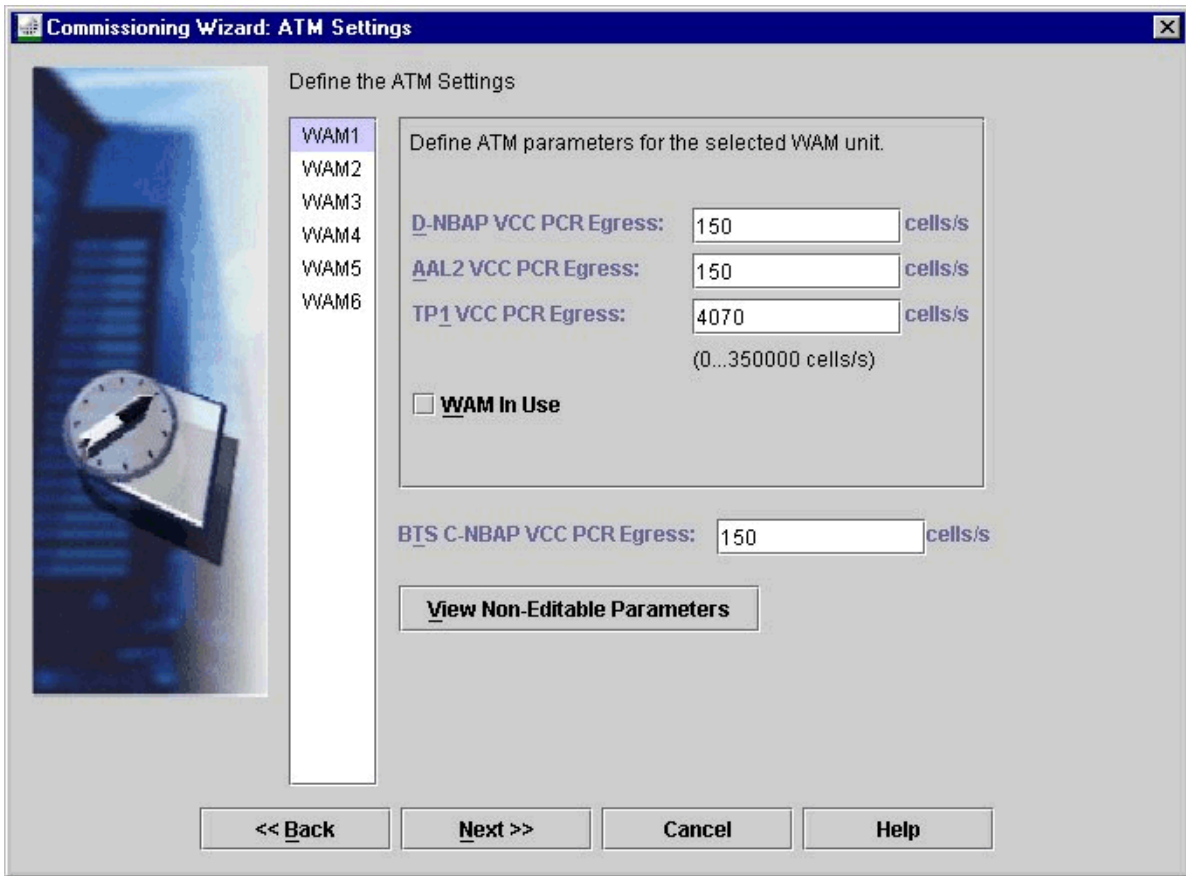 Commissioning Wizard: ATM Settings
Define the ATM Settings
WAM1
WAM2
WAM3
WAM4
WAM5
WAM6
Define ATM parameters for the selected WAM unit.
D-NBAP VCC PCR Egress: 150 cells/s
AAL2 VCC PCR Egress: 150 cells/s
TP1 VCC PCR Egress: 4070 cells/s
(0...350000 cells/s)
WAM In Use
BTS C-NBAP VCC PCR Egress: 150 cells/s
View Non-Editable Parameters
<< Back Next >> Cancel Help